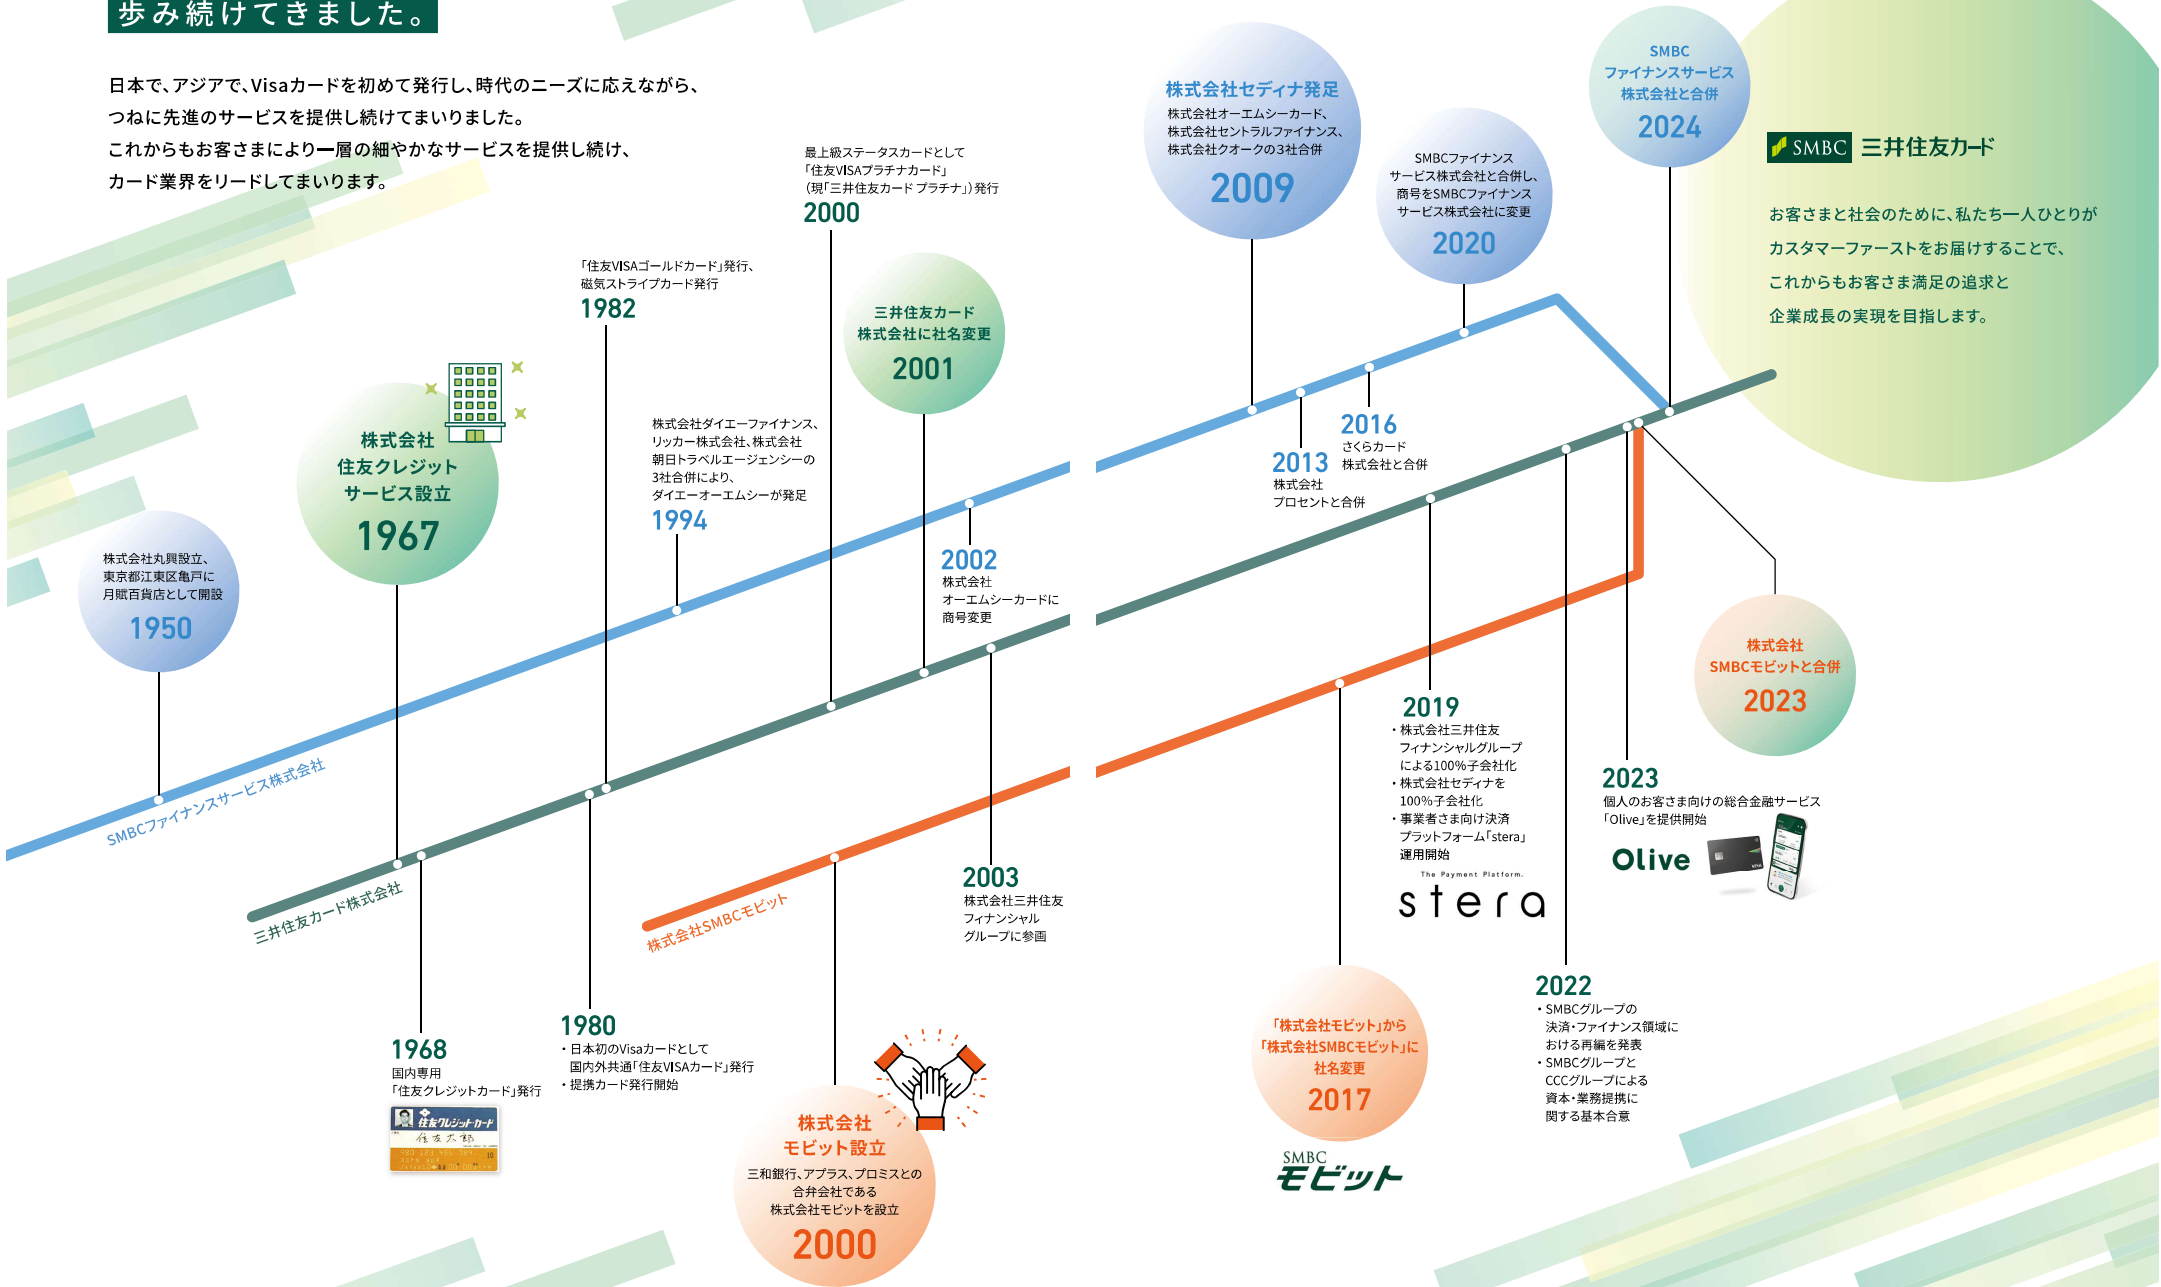 歩み続けてきました。
日本で、アジアで、Visaカードを初めて発行し、時代のニーズに応えながら、
つねに先進のサービスを提供し続けてまいりました。
これからもお客さまにより一層の細やかなサービスを提供し続け、
カード業界をリードしてまいります。
株式会社丸興設立、
東京都江東区亀戸に
月賦百貨店として開設
1950
株式会社
住友クレジット
サービス設立
1967
「住友VISAゴールドカード」発行、
磁気ストライプカード発行
1982
株式会社ダイエーファイナンス、
リッカー株式会社、株式会社
朝日トラベルエージェンシーの
3社合併により、
ダイエーオーエムシーが発足
1994
最上級ステータスカードとして
「住友VISAプラチナカード」
（現「三井住友カード プラチナ」）発行
2000
三井住友カード
株式会社に社名変更
2001
2002
株式会社
オーエムシーカードに
商号変更
株式会社セディナ発足
株式会社オーエムシーカード、
株式会社セントラルファイナンス、
株式会社クオークの3社合併
2009
2013
株式会社
プロセントと合併
2016
さくらカード
株式会社と合併
SMBCファイナンス
サービス株式会社と合併し、
商号をSMBCファイナンス
サービス株式会社に変更
2020
SMBC
ファイナンスサービス
株式会社と合併
2024
SMBC 三井住友カード
お客さまと社会のために、私たち一人ひとりが
カスタマーファーストをお届けすることで、
これからもお客さま満足の追求と
企業成長の実現を目指します。
SMBCファイナンスサービス株式会社
三井住友カード株式会社
株式会社SMBCモビット
1968
国内専用
「住友クレジットカード」発行
住友クレジット・カード
住友太郎
1980
・日本初のVisaカードとして
国内外共通「住友VISAカード」発行
・提携カード発行開始
株式会社
モビット設立
三和銀行、アプラス、プロミスとの
合弁会社である
株式会社モビットを設立
2000
2003
株式会社三井住友
フィナンシャル
グループに参画
「株式会社モビット」から
「株式会社SMBCモビット」に
社名変更
2017
SMBC
モビット
2019
・株式会社三井住友
フィナンシャルグループ
による100％子会社化
・株式会社セディナを
100％子会社化
・事業者さま向け決済
プラットフォーム「stera」
運用開始
The Payment Platform.
stera
2022
・SMBCグループの
決済・ファイナンス領域に
おける再編を発表
・SMBCグループと
CCCグループによる
資本・業務提携に
関する基本合意
2023
個人のお客さま向けの総合金融サービス
「Olive」を提供開始
Olive
VISA
株式会社
SMBCモビットと合併
2023